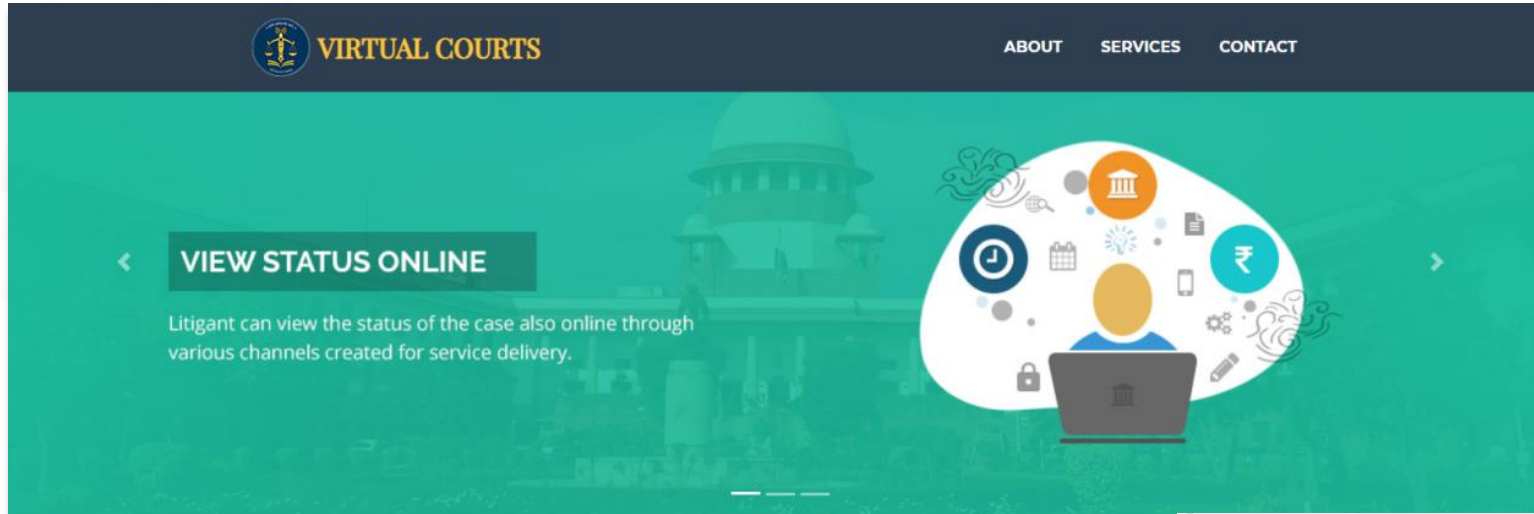 VIRTUAL COURTS
ABOUT SERVICES CONTACT
VIEW STATUS ONLINE
Litigant can view the status of the case also online through
various channels created for service delivery.
₹